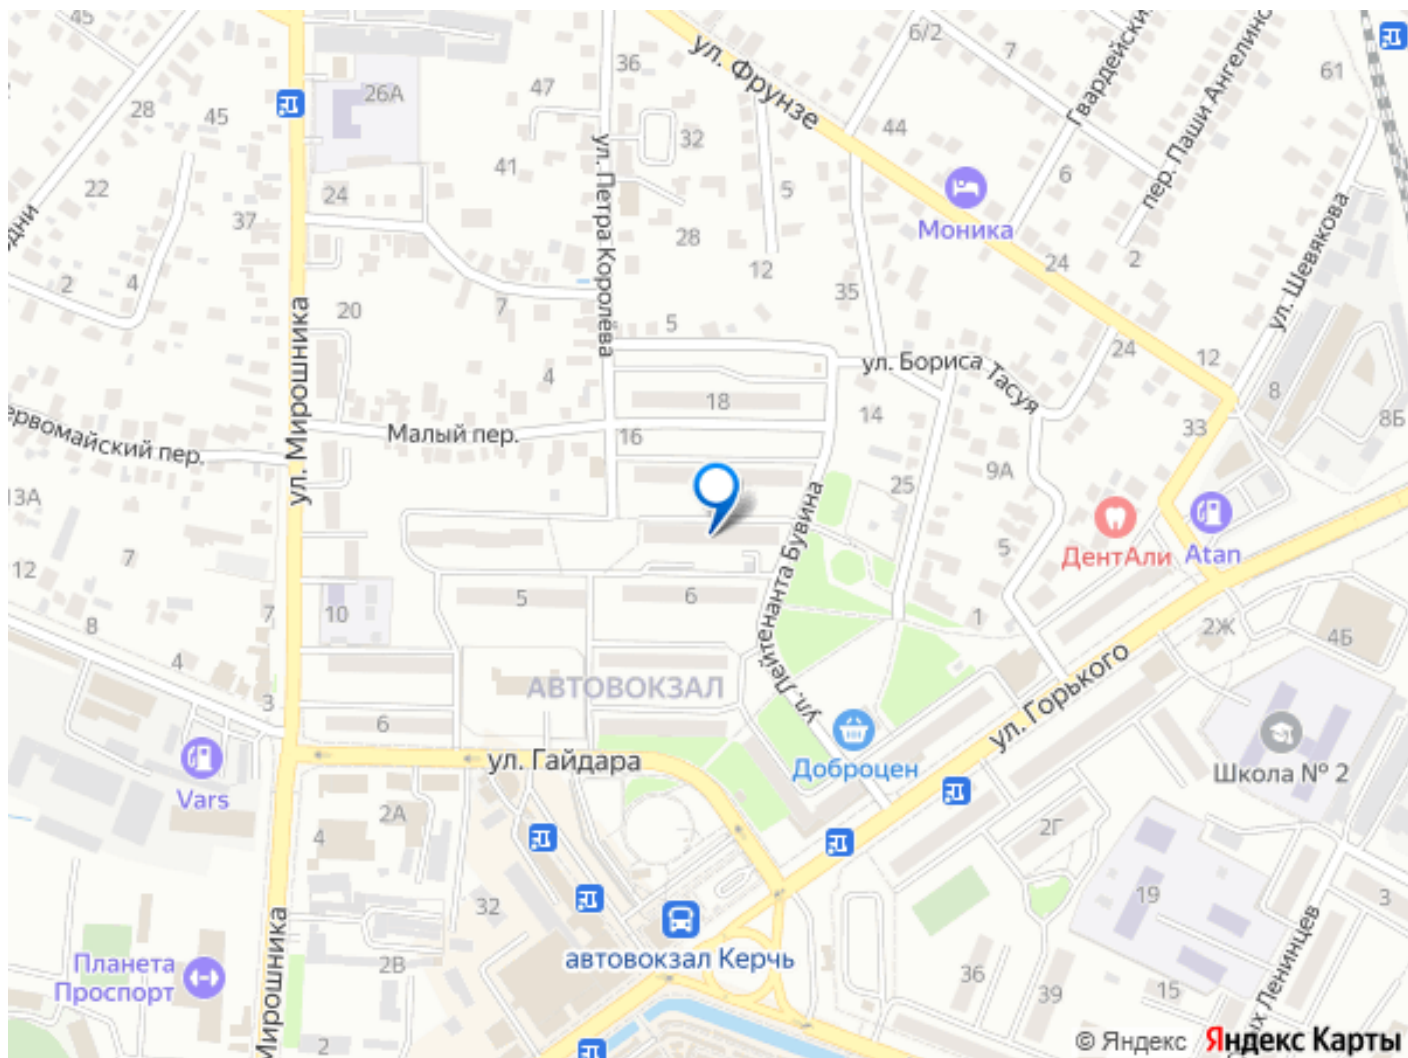 45
36
ул. Фрунзе
6/2
7
Гвардейски
пер. Паши Ангелино
61
28
45
26А
47
32
44
41
5
6
22
24
37
28
Моника
ул. Шевякова
одни
2
4
7
12
35
24
2
ул. Петра Королёва
20
5
ул. Мирошника
4
ул. Бориса Тасуя
24
12
18
14
8
8Б
ервомайский пер.
Малый пер.
16
33
9А
25
13А
ДентАли
Atan
7
12
5
ул. Лейтенанта Бувина
10
5
6
1
7
8
2Ж
4Б
4
АВТОВОКЗАЛ
3
6
ул. Горького
ул. Гайдара
Доброцен
Школа № 2
Vars
2А
4
2Г
32
19
3
Планета
Проспорт
Мирошника
автовокзал Керчь
2В
36
39
15
ых Ленинцев
2
© Яндекс Яндекс Карты